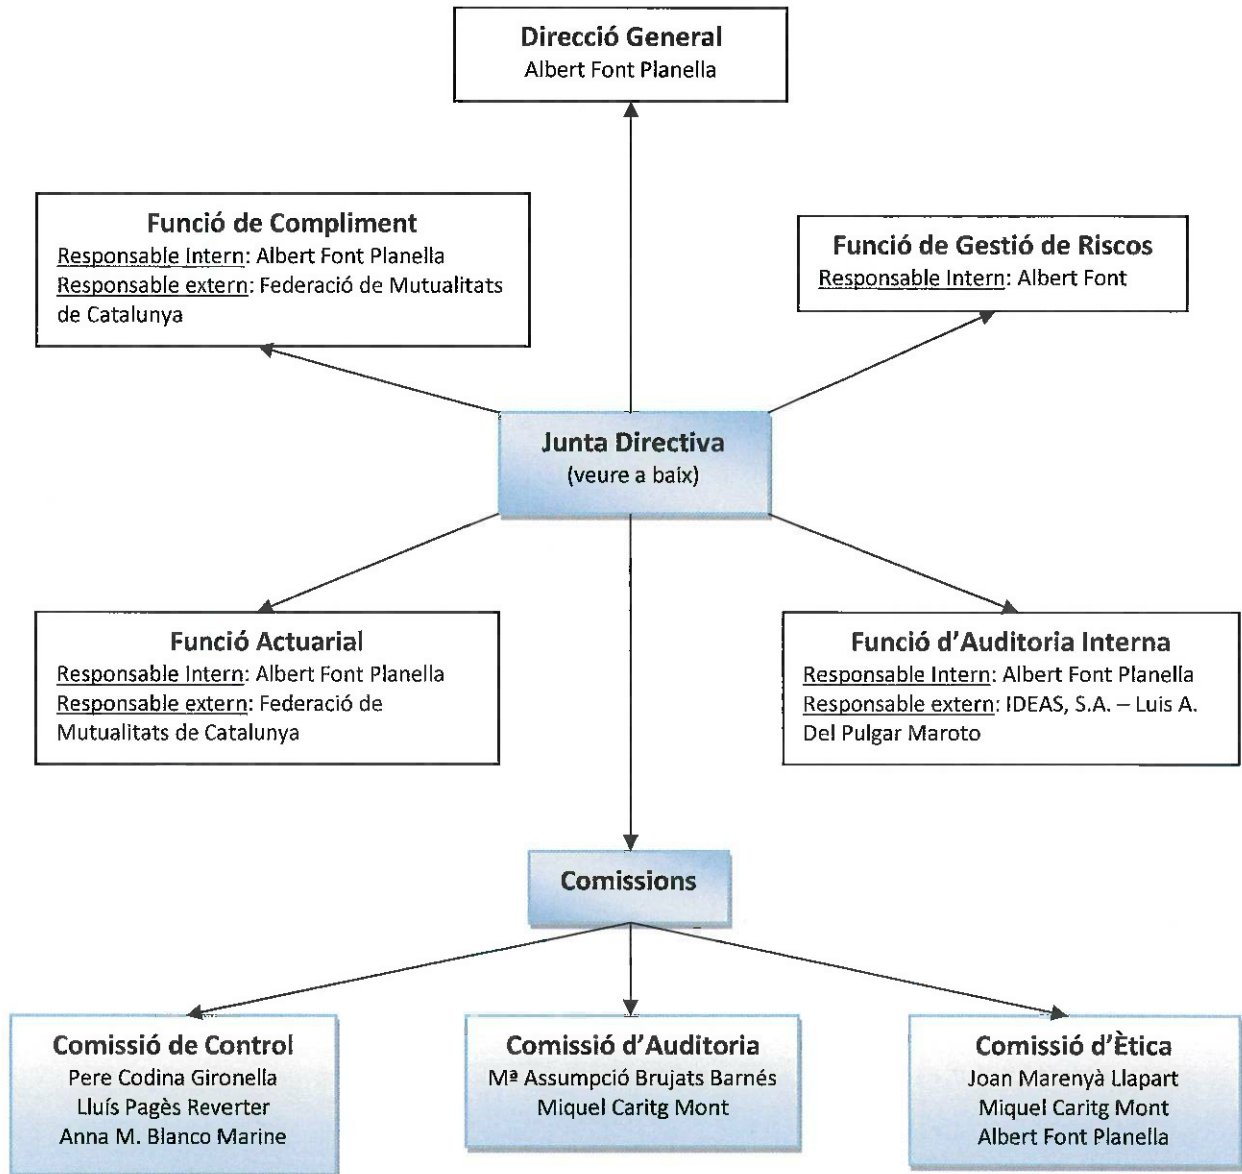 Direcció General
Albert Font Planella
Funció de Compliment
Responsable Intern: Albert Font Planella
Responsable extern: Federació de Mutualitats
de Catalunya
Funció de Gestió de Riscos
Responsable Intern: Albert Font
Junta Directiva
(veure a baix)
Funció Actuarial
Responsable Intern: Albert Font Planella
Responsable extern: Federació de
Mutualitats de Catalunya
Funció d’Auditoria Interna
Responsable Intern: Albert Font Planella
Responsable extern: IDEAS, S.A. – Luis A.
Del Pulgar Maroto
Comissions
Comissió de Control
Pere Codina Gironella
Lluís Pagès Reverter
Anna M. Blanco Marine
Comissió d’Auditoria
Mª Assumpció Brujats Barnés
Miquel Caritg Mont
Comissió d’Ètica
Joan Marenyà Llapart
Miquel Caritg Mont
Albert Font Planella